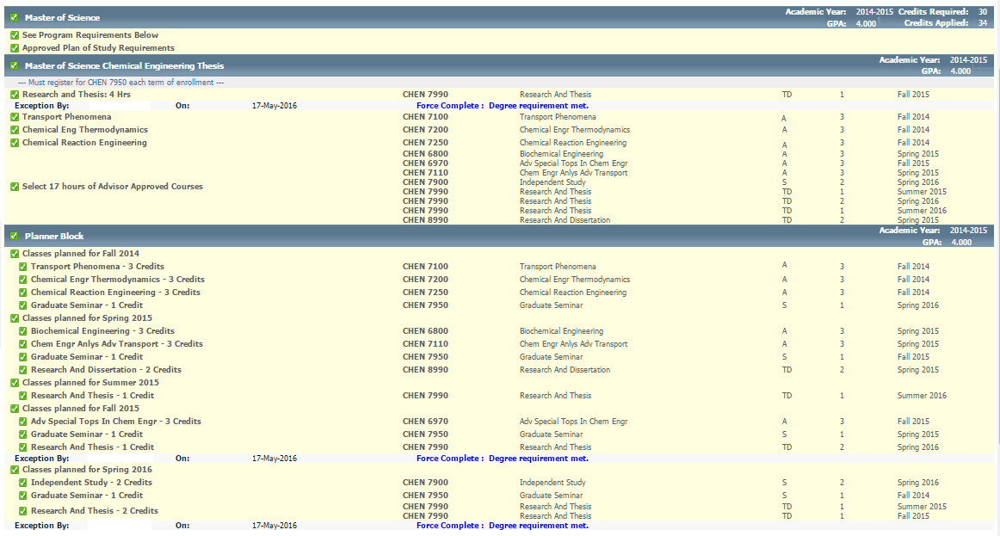 Master of Science Academic Year: 2014-2015 Credits Required: 30
GPA: 4.000 Credits Applied: 34
See Program Requirements Below
Approved Plan of Study Requirements
Master of Science Chemical Engineering Thesis Academic Year: 2014-2015
GPA: 4.000
--- Must register for CHEN 7950 each term of enrollment ---
Research and Thesis: 4 Hrs CHEN 7990 Research And Thesis TD 1 Fall 2015
Exception By: On: 17-May-2016 Force Complete : Degree requirement met.
Transport Phenomena CHEN 7100 Transport Phenomena A 3 Fall 2014
Chemical Eng Thermodynamics CHEN 7200 Chemical Engr Thermodynamics A 3 Fall 2014
Chemical Reaction Engineering CHEN 7250 Chemical Reaction Engineering A 3 Fall 2014
CHEN 6800 Biochemical Engineering A 3 Spring 2015
CHEN 6970 Adv Special Tops In Chem Engr A 3 Fall 2015
CHEN 7110 Chem Engr Anlys Adv Transport A 3 Spring 2015
CHEN 7900 Independent Study S 2 Spring 2016
Select 17 hours of Advisor Approved Courses
CHEN 7990 Research And Thesis TD 1 Summer 2015
CHEN 7990 Research And Thesis TD 2 Spring 2016
CHEN 7990 Research And Thesis TD 1 Summer 2016
CHEN 8990 Research And Dissertation TD 2 Spring 2015
Planner Block Academic Year: 2014-2015
GPA: 4.000
Classes planned for Fall 2014
Transport Phenomena - 3 Credits CHEN 7100 Transport Phenomena A 3 Fall 2014
Chemical Engr Thermodynamics - 3 Credits CHEN 7200 Chemical Engr Thermodynamics A 3 Fall 2014
Chemical Reaction Engineering - 3 Credits CHEN 7250 Chemical Reaction Engineering A 3 Fall 2014
Graduate Seminar - 1 Credit CHEN 7950 Graduate Seminar S 1 Spring 2016
Classes planned for Spring 2015
Biochemical Engineering - 3 Credits CHEN 6800 Biochemical Engineering A 3 Spring 2015
Chem Engr Anlys Adv Transport - 3 Credits CHEN 7110 Chem Engr Anlys Adv Transport A 3 Spring 2015
Graduate Seminar - 1 Credit CHEN 7950 Graduate Seminar S 1 Fall 2015
Research And Dissertation - 2 Credits CHEN 8990 Research And Dissertation TD 2 Spring 2015
Classes planned for Summer 2015
Research And Thesis - 1 Credit CHEN 7990 Research And Thesis TD 1 Summer 2016
Classes planned for Fall 2015
Adv Special Tops In Chem Engr - 3 Credits CHEN 6970 Adv Special Tops In Chem Engr A 3 Fall 2015
Graduate Seminar - 1 Credit CHEN 7950 Graduate Seminar S 1 Spring 2015
Research And Thesis - 1 Credit CHEN 7990 Research And Thesis TD 2 Spring 2016
Exception By: On: 17-May-2016 Force Complete : Degree requirement met.
Classes planned for Spring 2016
Independent Study - 2 Credits CHEN 7900 Independent Study S 2 Spring 2016
Graduate Seminar - 1 Credit CHEN 7950 Graduate Seminar S 1 Fall 2014
Research And Thesis - 2 Credits CHEN 7990 Research And Thesis TD 1 Summer 2015
CHEN 7990 Research And Thesis TD 1 Fall 2015
Exception By: On: 17-May-2016 Force Complete : Degree requirement met.